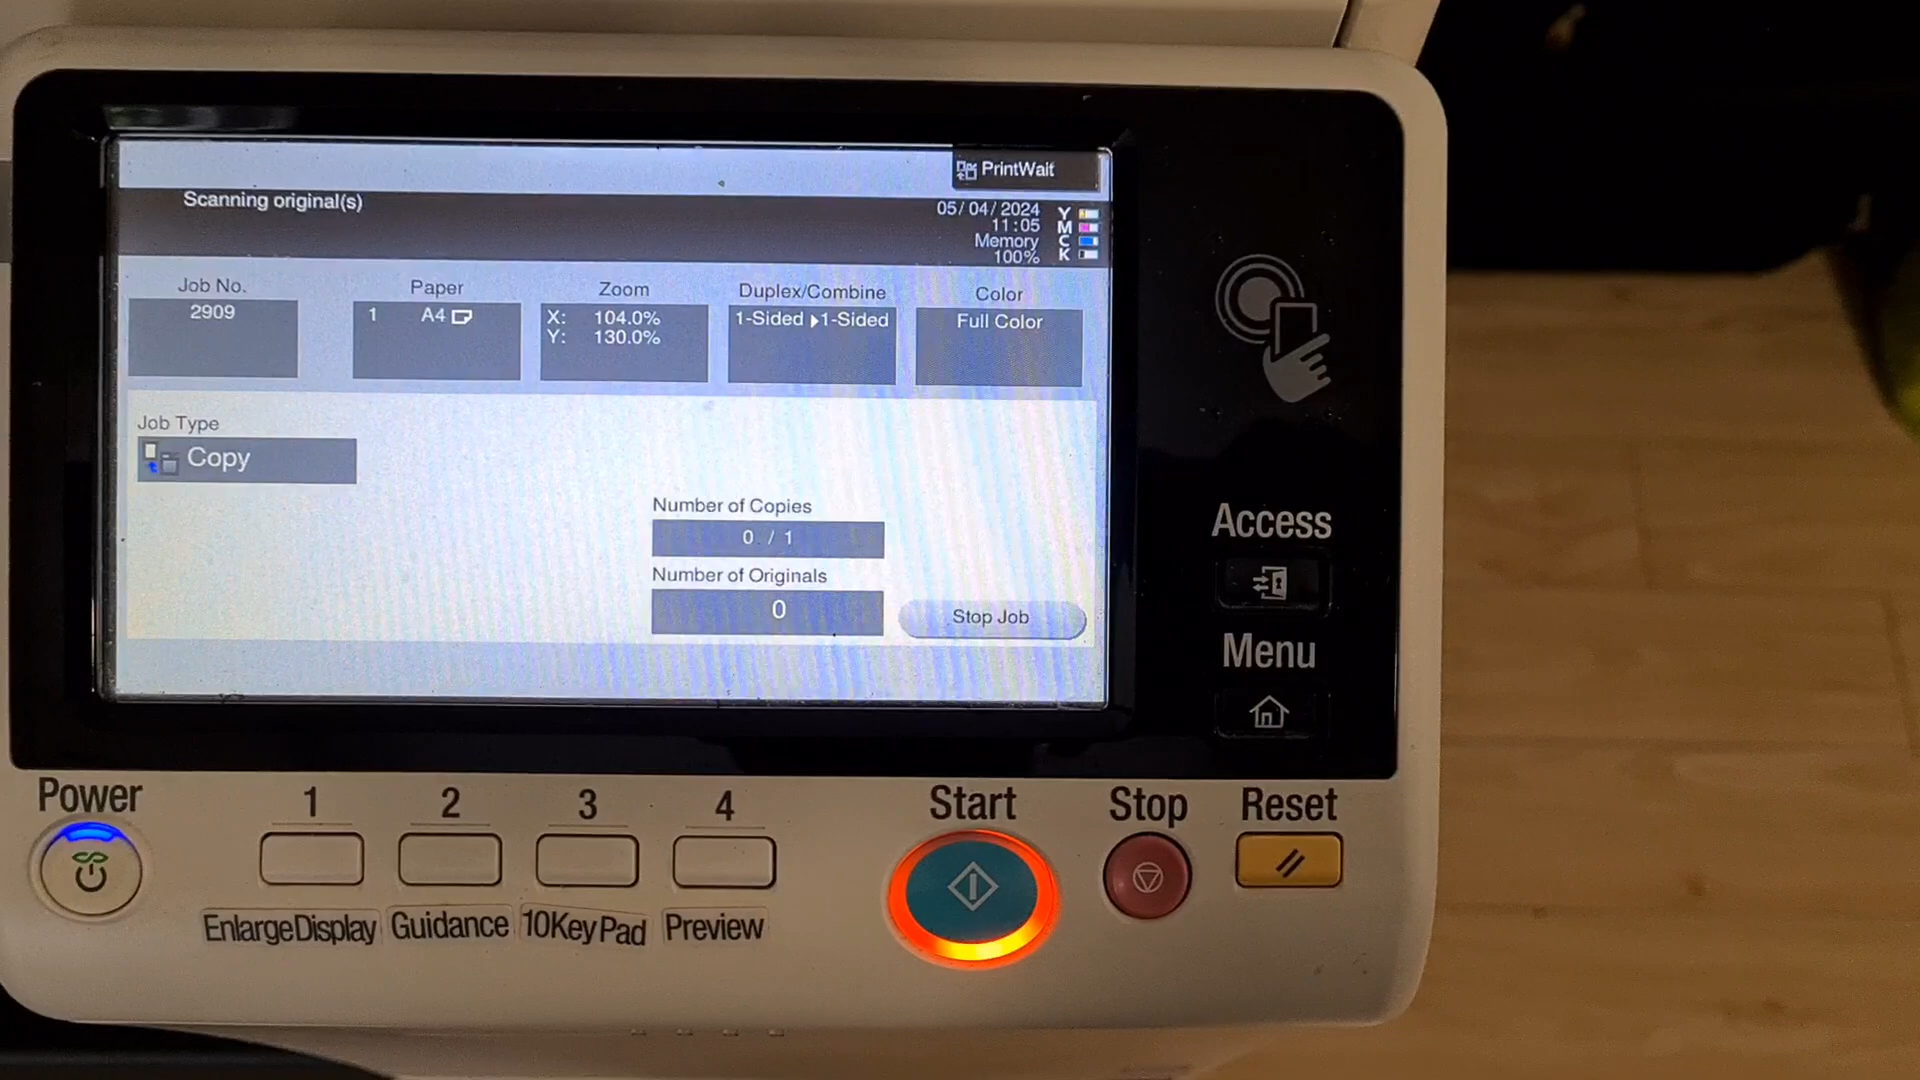 PrintWait
Scanning original(s)
05/04/2024
11:05
Memory
100%
Y
M
C
K
Job No.
2909
Paper
1 A4
Zoom
X: 104.0%
Y: 130.0%
Duplex/Combine
1-Sided ▶1-Sided
Color
Full Color
Job Type
Copy
Number of Copies
0 / 1
Number of Originals
0
Stop Job
Access
Menu
Power
1
2
3
4
Start
Stop
Reset
EnlargeDisplay
Guidance
10KeyPad
Preview